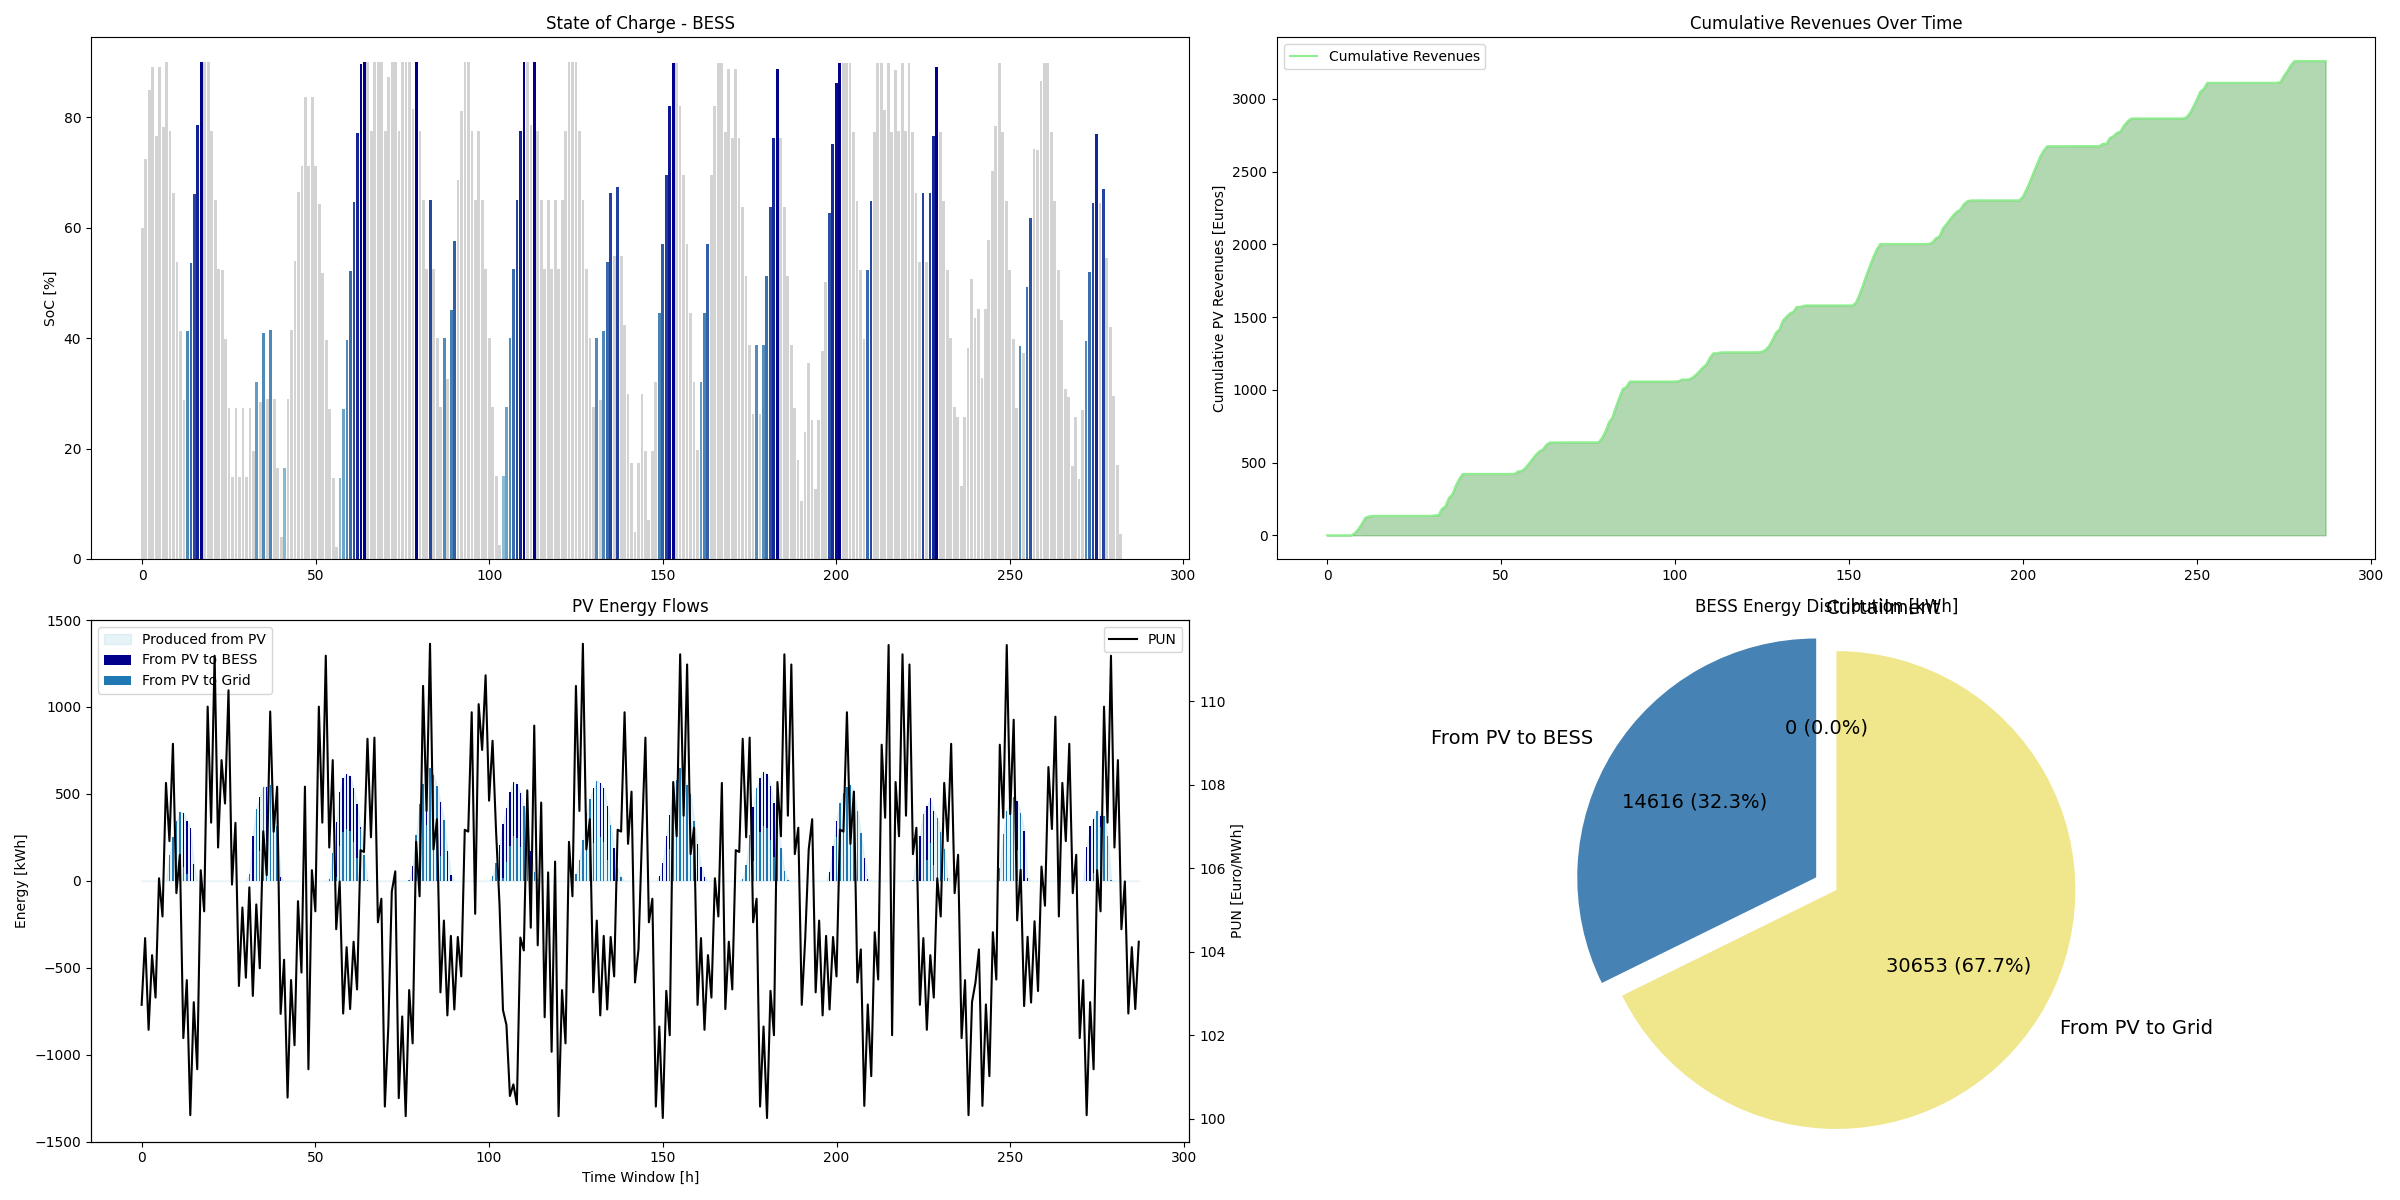 State of Charge - BESS
SoC [%]
80
60
40
20
0
0 50 100 150 200 250 300
Cumulative Revenues Over Time
Cumulative Revenues
Cumulative PV Revenues [Euros]
3000
2500
2000
1500
1000
500
0
0 50 100 150 200 250 300
PV Energy Flows
Produced from PV
From PV to BESS
From PV to Grid
PUN
Energy [kWh]
1500
1000
500
0
−500
−1000
−1500
110
108
106
104
102
100
PUN [Euro/MWh]
0 50 100 150 200 250 300
Time Window [h]
BESS Energy Distribution [kWh]
Curtailment
0 (0.0%)
From PV to BESS
14616 (32.3%)
30653 (67.7%)
From PV to Grid